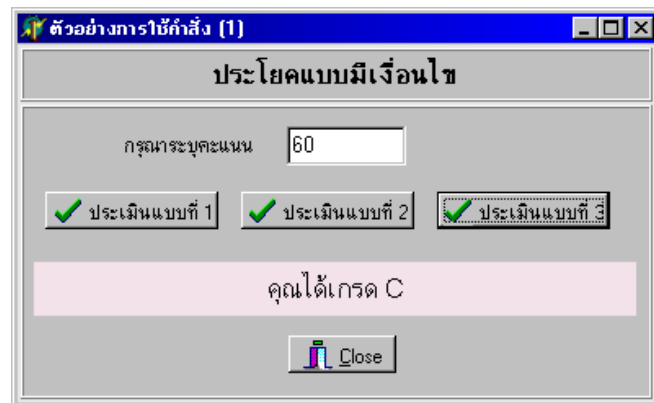 ตัวอย่างการใช้คำสั่ง (1)
ประโยคแบบมีเงื่อนไข
กรุณาระบุคะแนน 60
ประเมินแบบที่ 1 ประเมินแบบที่ 2 ประเมินแบบที่ 3
คุณได้เกรด C
Close